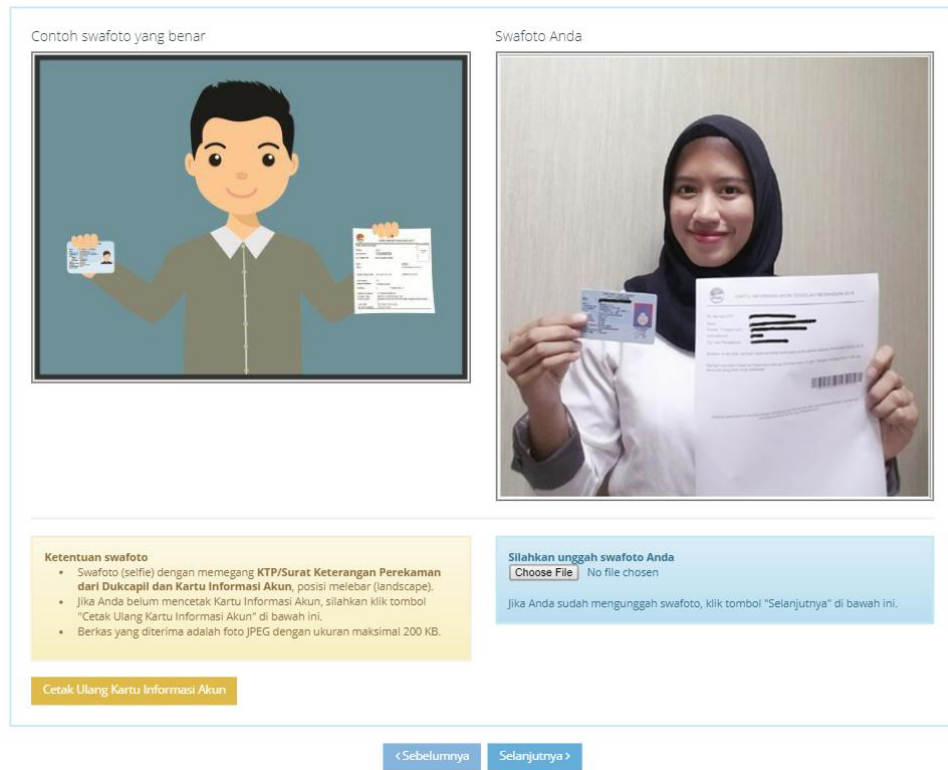 Contoh swafoto yang benar
Swafoto Anda
KARTU INFORMASI AKUN
Ketentuan swafoto
• Swafoto (selfie) dengan memegang KTP/Surat Keterangan Perekaman
dari Dukcapil dan Kartu Informasi Akun, posisi melebar (landscape).
• Jika Anda belum mencetak Kartu Informasi Akun, silahkan klik tombol
"Cetak Ulang Kartu Informasi Akun" di bawah ini.
• Berkas yang diterima adalah foto JPEG dengan ukuran maksimal 200 KB.
Silahkan unggah swafoto Anda
Choose File No file chosen
Jika Anda sudah mengunggah swafoto, klik tombol "Selanjutnya" di bawah ini.
Cetak Ulang Kartu Informasi Akun
‹ Sebelumnya
Selanjutnya ›